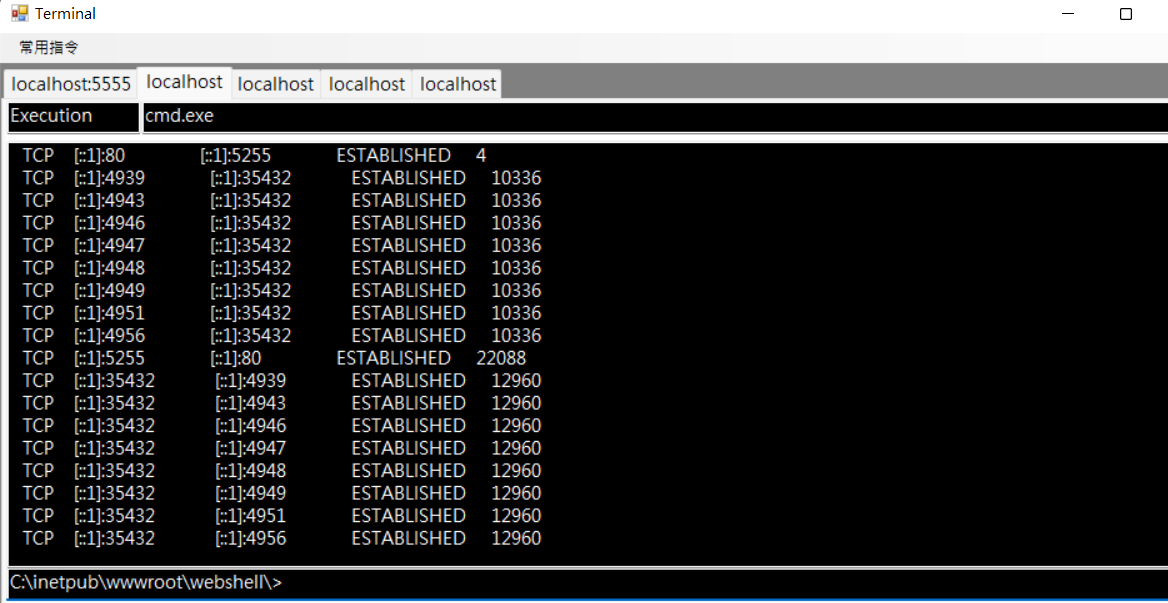 Terminal
常用指令
localhost:5555 localhost localhost localhost localhost
Execution cmd.exe
TCP [::1]:80 [::1]:5255 ESTABLISHED 4
TCP [::1]:4939 [::1]:35432 ESTABLISHED 10336
TCP [::1]:4943 [::1]:35432 ESTABLISHED 10336
TCP [::1]:4946 [::1]:35432 ESTABLISHED 10336
TCP [::1]:4947 [::1]:35432 ESTABLISHED 10336
TCP [::1]:4948 [::1]:35432 ESTABLISHED 10336
TCP [::1]:4949 [::1]:35432 ESTABLISHED 10336
TCP [::1]:4951 [::1]:35432 ESTABLISHED 10336
TCP [::1]:4956 [::1]:35432 ESTABLISHED 10336
TCP [::1]:5255 [::1]:80 ESTABLISHED 22088
TCP [::1]:35432 [::1]:4939 ESTABLISHED 12960
TCP [::1]:35432 [::1]:4943 ESTABLISHED 12960
TCP [::1]:35432 [::1]:4946 ESTABLISHED 12960
TCP [::1]:35432 [::1]:4947 ESTABLISHED 12960
TCP [::1]:35432 [::1]:4948 ESTABLISHED 12960
TCP [::1]:35432 [::1]:4949 ESTABLISHED 12960
TCP [::1]:35432 [::1]:4951 ESTABLISHED 12960
TCP [::1]:35432 [::1]:4956 ESTABLISHED 12960
C:\inetpub\wwwroot\webshell\>